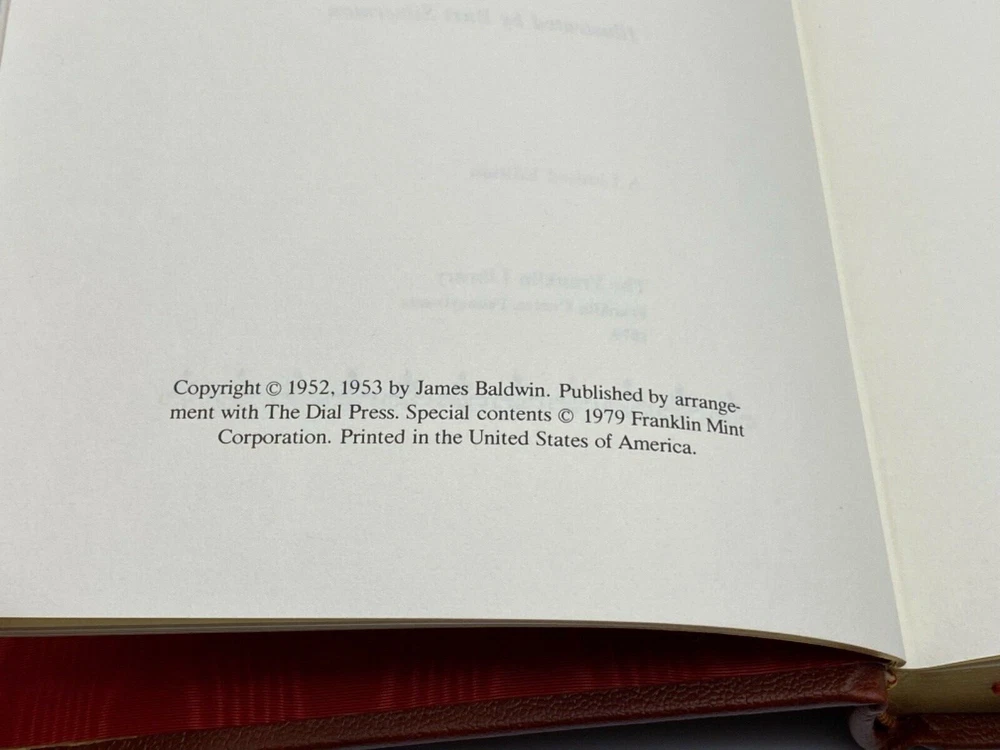 Copyright © 1952, 1953 by James Baldwin. Published by arrange-
ment with The Dial Press. Special contents © 1979 Franklin Mint
Corporation. Printed in the United States of America.